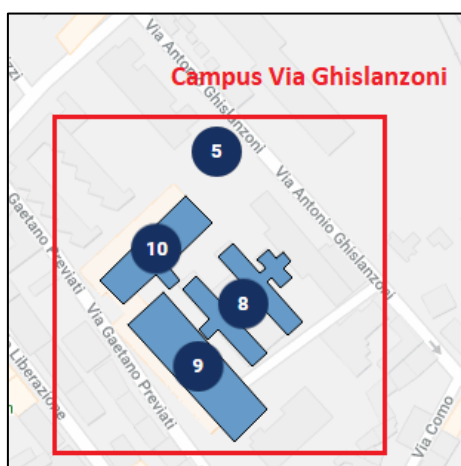 Via Antonio Ghislanzoni
Campus Via Ghislanzoni
5
Via Antonio Ghislanzoni
Gaetano Previati
10
8
Via Gaetano Previati
9
Liberazione
Via Como